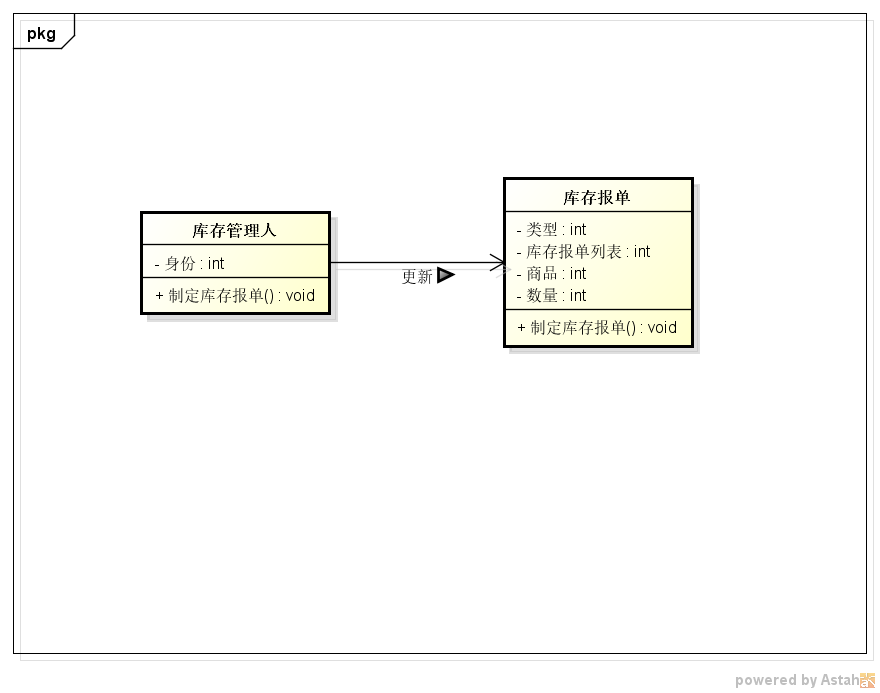 pkg
库存管理人
- 身份 : int
+ 制定库存报单() : void
更新
库存报单
- 类型 : int
- 库存报单列表 : int
- 商品 : int
- 数量 : int
+ 制定库存报单() : void
powered by Astah